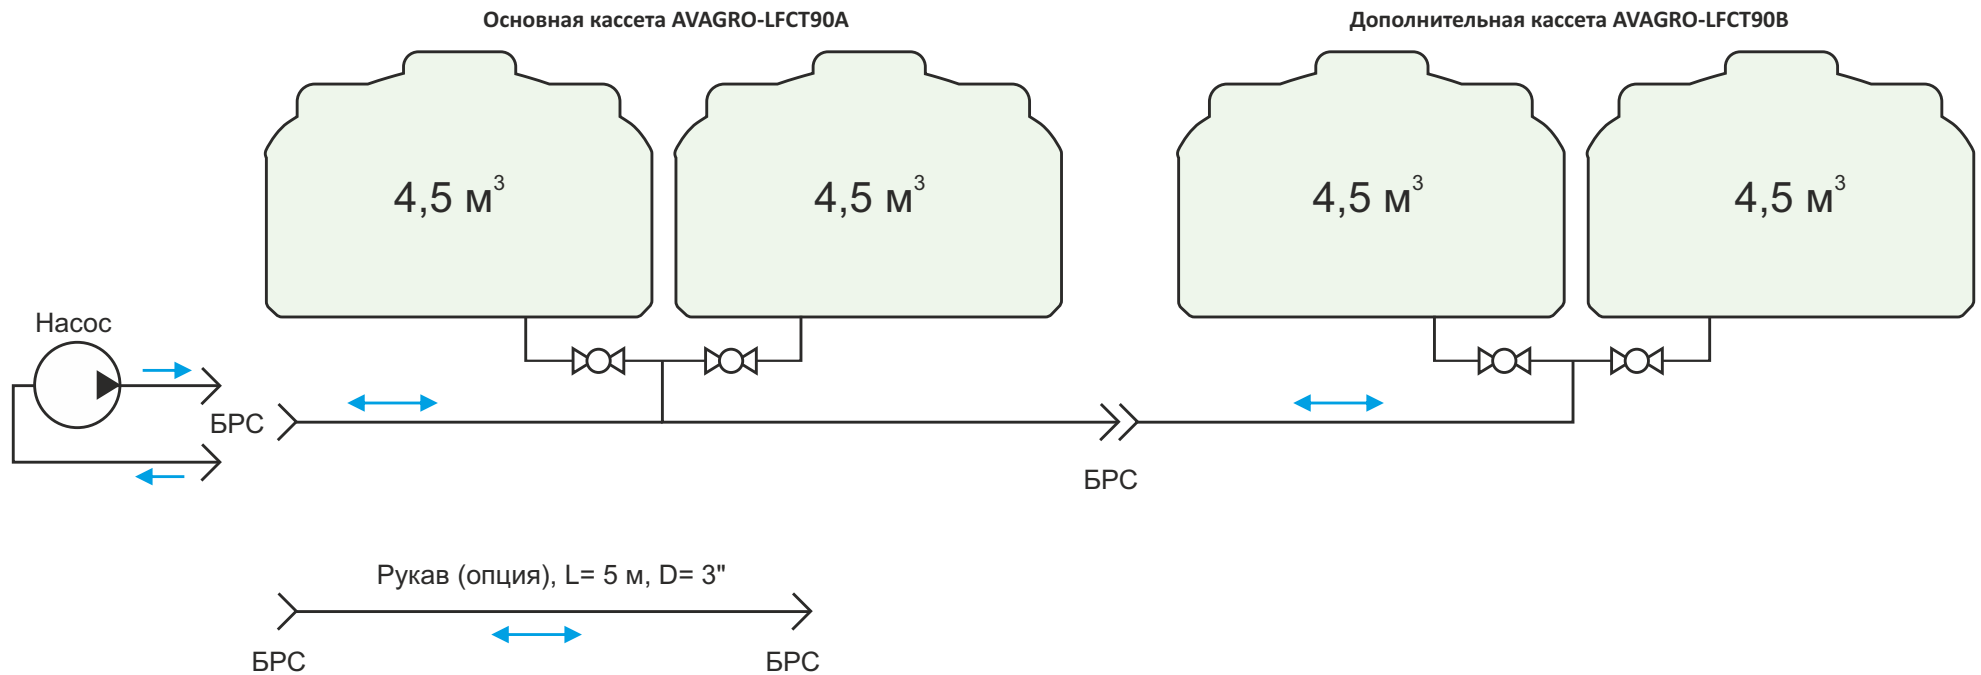 Основная кассета AVAGRO-LFCT90A
Дополнительная кассета AVAGRO-LFCT90B
4,5 м³
4,5 м³
4,5 м³
4,5 м³
Насос
БРС
БРС
Рукав (опция), L= 5 м, D= 3"
БРС
БРС